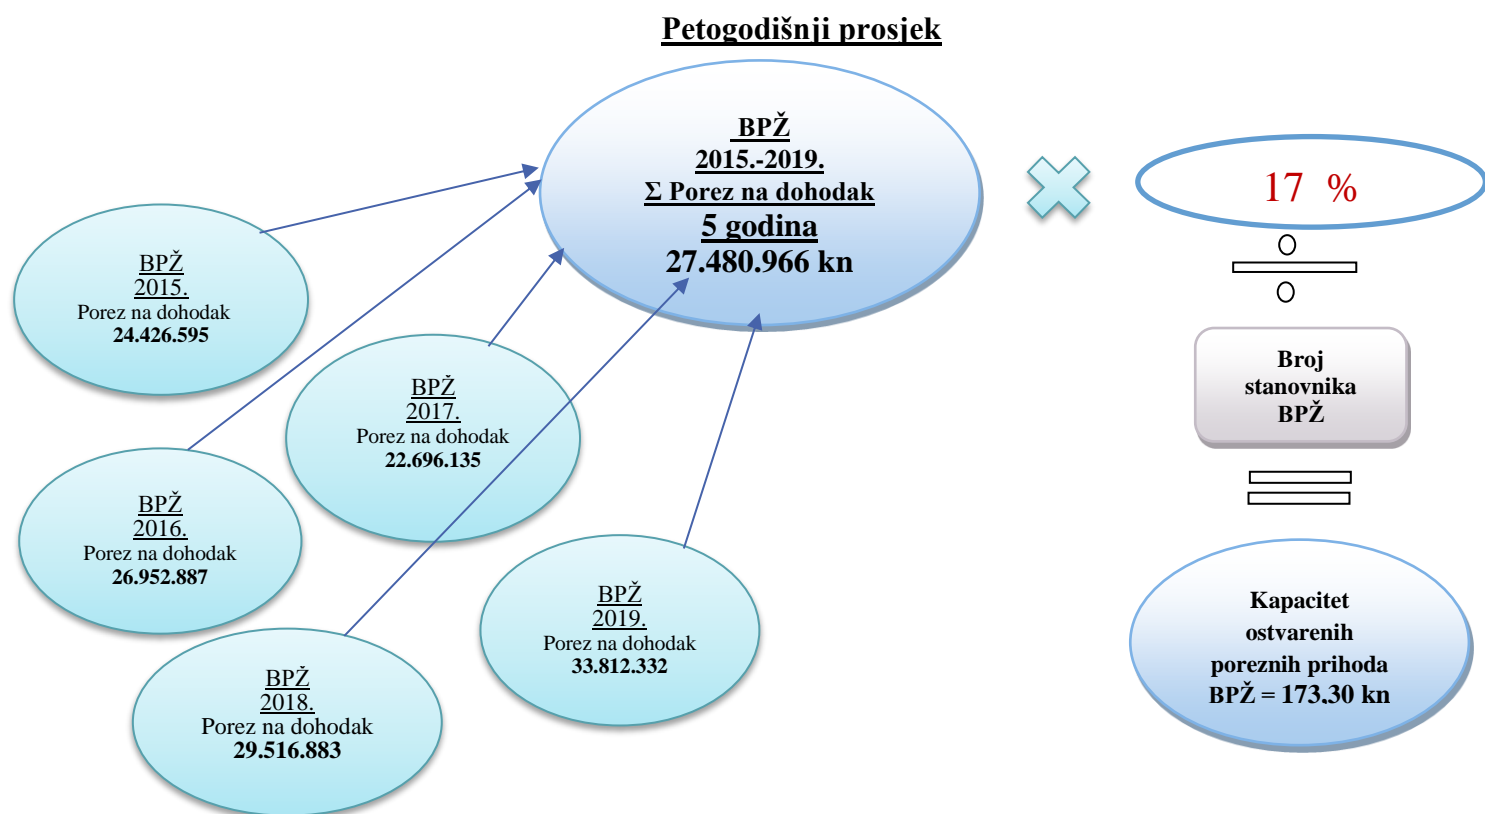 Petogodišnji prosjek
BPŽ
2015.-2019.
Σ Porez na dohodak
5 godina
27.480.966 kn
17 %
BPŽ
2015.
Porez na dohodak
24.426.595
BPŽ
2017.
Porez na dohodak
22.696.135
Broj
stanovnika
BPŽ
BPŽ
2016.
Porez na dohodak
26.952.887
BPŽ
2019.
Porez na dohodak
33.812.332
BPŽ
2018.
Porez na dohodak
29.516.883
Kapacitet
ostvarenih
poreznih prihoda
BPŽ = 173,30 kn